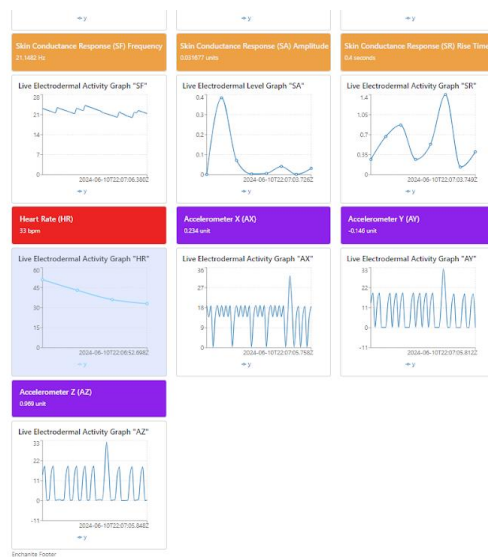 y
y
y
Skin Conductance Response (SF) Frequency
21.1492 Hz
Skin Conductance Response (SA) Amplitude
0.021677 units
Skin Conductance Response (SR) Rise Time
0.4 seconds
Live Electrodermal Activity Graph "SF"
28
21
14
7
0
2024-06-10T22:07:06.388Z
y
Live Electrodermal Level Graph "SA"
0.4
0.3
0.2
0.1
0
2024-06-10T22:07:03.726Z
y
Live Electrodermal Activity Graph "SR"
1.4
1.05
0.7
0.35
0
2024-06-10T22:07:03.749Z
y
Heart Rate (HR)
33 bpm
Accelerometer X (AX)
0.234 unit
Accelerometer Y (AY)
-0.148 unit
Live Electrodermal Activity Graph "HR"
60
45
30
15
0
2024-06-10T22:06:52.698Z
y
Live Electrodermal Activity Graph "AX"
36
27
18
9
0
2024-06-10T22:07:05.758Z
y
Live Electrodermal Activity Graph "AY"
33
22
11
0
-11
2024-06-10T22:07:05.812Z
y
Accelerometer Z (AZ)
0.989 unit
Live Electrodermal Activity Graph "AZ"
33
22
11
0
-11
2024-06-10T22:07:05.848Z
y
Enchante Footer